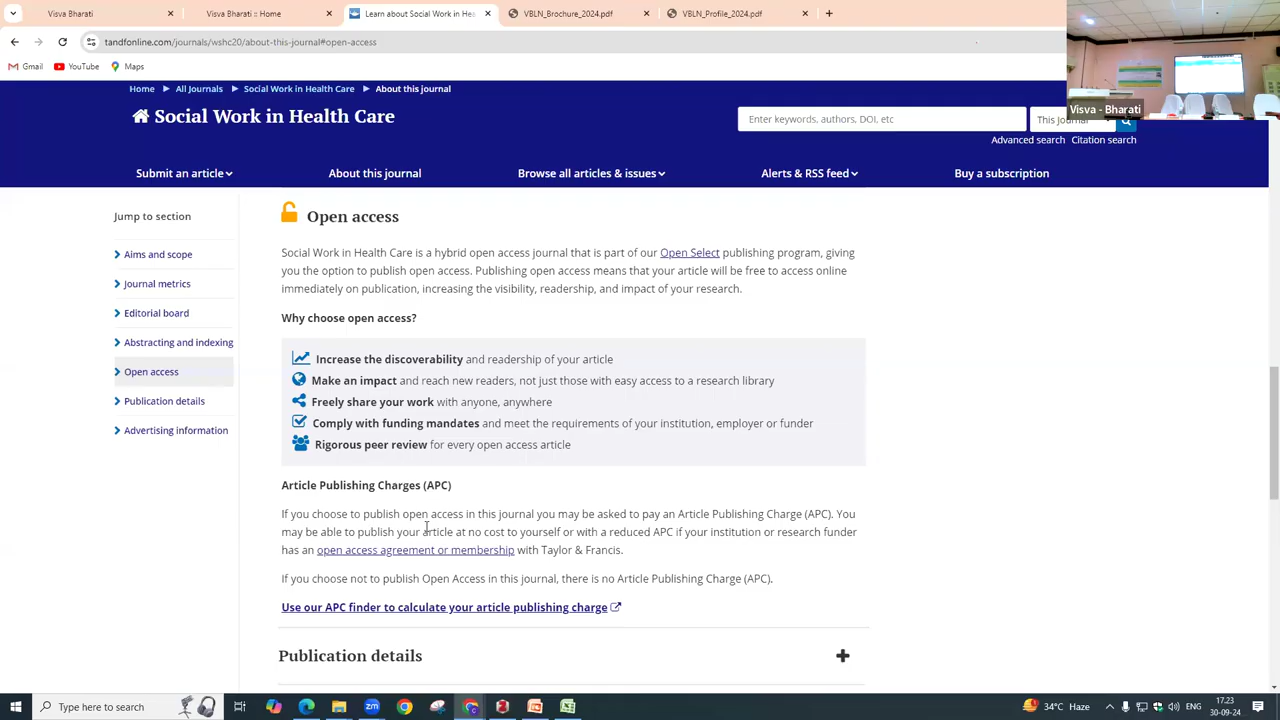 Visva Bharati
Visva Bharati :: Home
Learn about Social Work in He
VBLN_Brochure_2024.pdf
VBLN_Profile_2024.pdf
tandfonline.com/journals/wshc20/about-this-journal#open-access
Gmail
YouTube
Maps
Visva - Bharati
Home
All Journals
Social Work in Health Care
About this journal
Social Work in Health Care
Enter keywords, authors, DOI, etc
This Journal
Advanced search
Citation search
Submit an article
About this journal
Browse all articles & issues
Alerts & RSS feed
Buy a subscription
Jump to section
Aims and scope
Journal metrics
Editorial board
Abstracting and indexing
Open access
Publication details
Advertising information
Open access
Social Work in Health Care is a hybrid open access journal that is part of our Open Select publishing program, giving
you the option to publish open access. Publishing open access means that your article will be free to access online
immediately on publication, increasing the visibility, readership, and impact of your research.
Why choose open access?
Increase the discoverability and readership of your article
Make an impact and reach new readers, not just those with easy access to a research library
Freely share your work with anyone, anywhere
Comply with funding mandates and meet the requirements of your institution, employer or funder
Rigorous peer review for every open access article
Article Publishing Charges (APC)
If you choose to publish open access in this journal you may be asked to pay an Article Publishing Charge (APC). You
may be able to publish your article at no cost to yourself or with a reduced APC if your institution or research funder
has an open access agreement or membership with Taylor & Francis.
If you choose not to publish Open Access in this journal, there is no Article Publishing Charge (APC).
Use our APC finder to calculate your article publishing charge
Publication details
Type here to search
34°C Haze
17.23
30-09-24